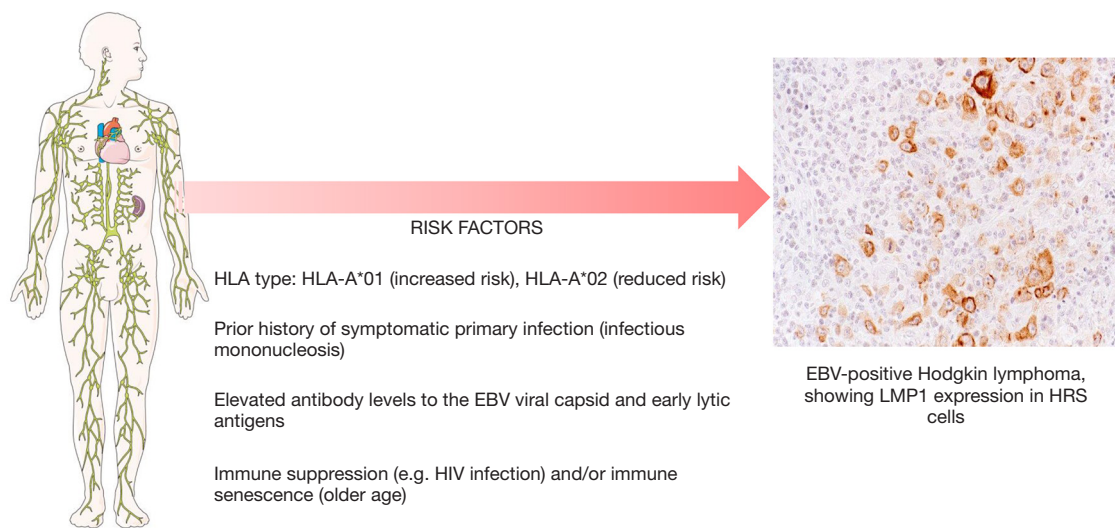 RISK FACTORS
HLA type: HLA-A*01 (increased risk), HLA-A*02 (reduced risk)
Prior history of symptomatic primary infection (infectious
mononucleosis)
Elevated antibody levels to the EBV viral capsid and early lytic
antigens
Immune suppression (e.g. HIV infection) and/or immune
senescence (older age)
EBV-positive Hodgkin lymphoma,
showing LMP1 expression in HRS
cells